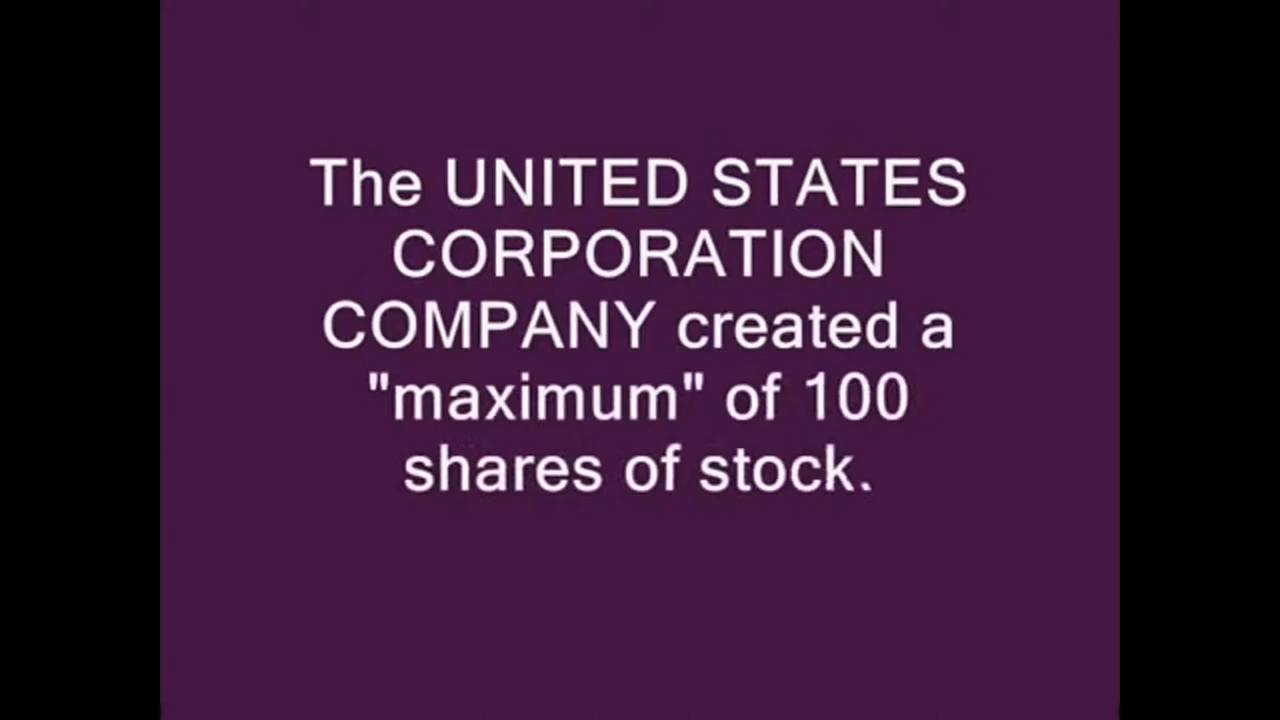 The UNITED STATES
CORPORATION
COMPANY created a
"maximum" of 100
shares of stock.